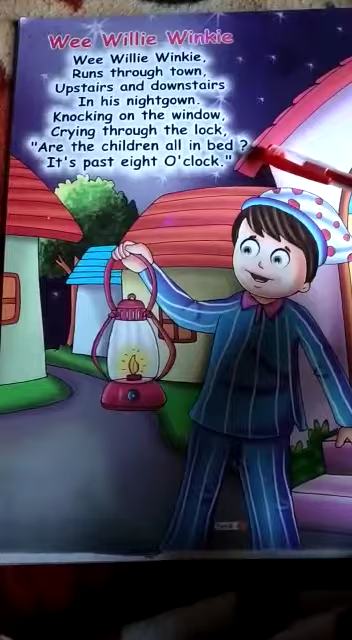 Wee Willie Winkie
Wee Willie Winkie,
Runs through town,
Upstairs and downstairs
In his nightgown.
Knocking on the window,
Crying through the lock,
"Are the children all in bed ?
It's past eight O'clock."